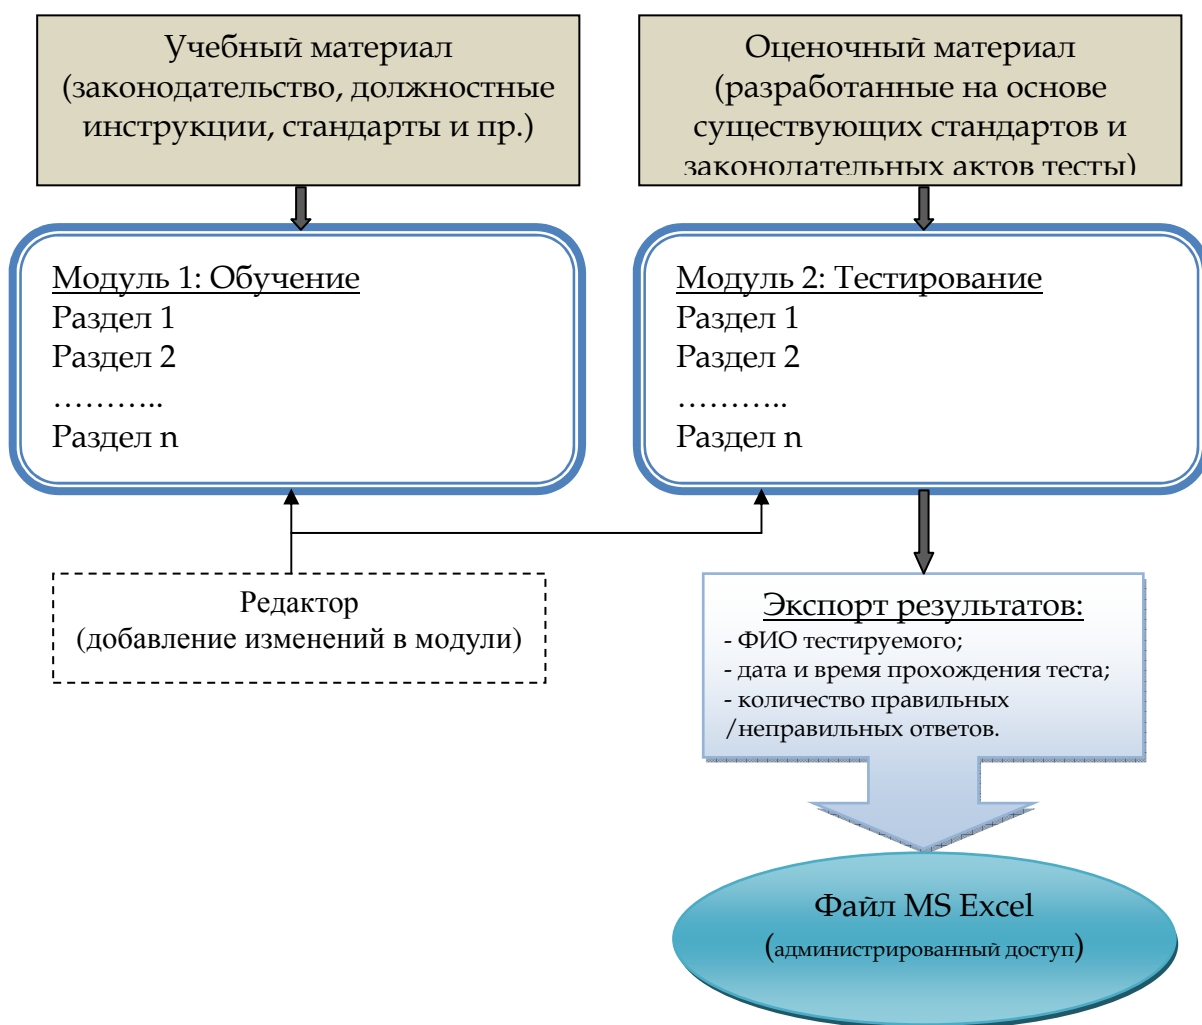 Учебный материал
(законодательство, должностные
инструкции, стандарты и пр.)
Оценочный материал
(разработанные на основе
существующих стандартов и
законодательных актов тесты)
Модуль 1: Обучение
Раздел 1
Раздел 2
………..
Раздел n
Модуль 2: Тестирование
Раздел 1
Раздел 2
………..
Раздел n
Редактор
(добавление изменений в модули)
Экспорт результатов:
- ФИО тестируемого;
- дата и время прохождения теста;
- количество правильных
/неправильных ответов.
Файл MS Excel
(администрированный доступ)